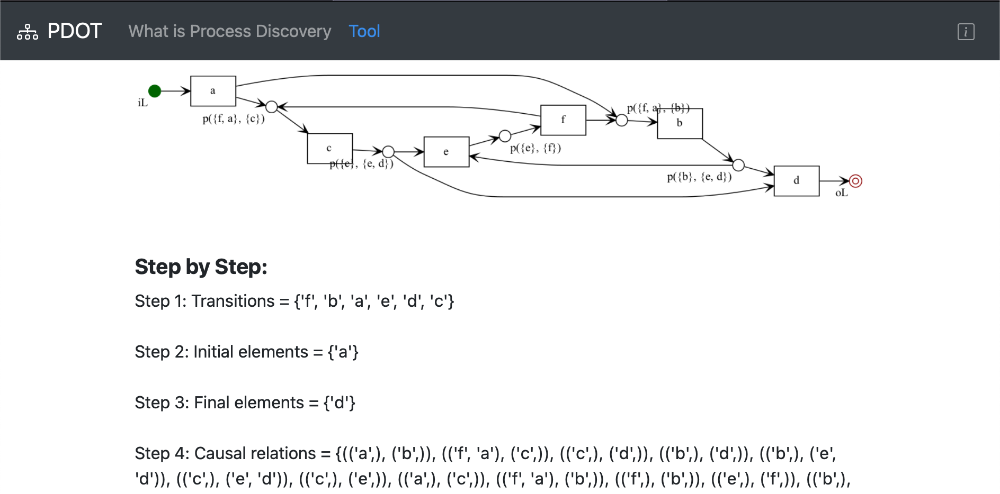 PDOT What is Process Discovery Tool i
a
iL
p({f, a}, {c})
p({f, a}, {b})
f
b
c
e
p({e}, {f})
p({c}, {e, d})
p({b}, {e, d})
d
oL
Step by Step:
Step 1: Transitions = {'f', 'b', 'a', 'e', 'd', 'c'}
Step 2: Initial elements = {'a'}
Step 3: Final elements = {'d'}
Step 4: Causal relations = {(('a',), ('b',)), (('f', 'a'), ('c',)), (('c',), ('d',)), (('b',), ('d',)), (('b',), ('e',
'd')), (('c',), ('e', 'd')), (('c',), ('e',)), (('a',), ('c',)), (('f', 'a'), ('b',)), (('f',), ('b',)), (('e',), ('f',)), (('b',),